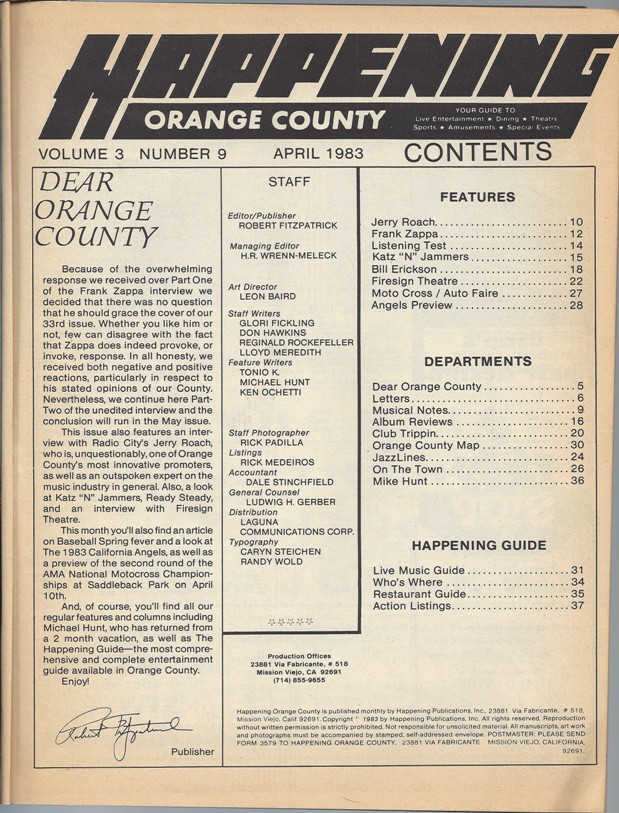 HAPPENING
ORANGE COUNTY
YOUR GUIDE TO
Live Entertainment ★ Dining ★ Theatre
Sports ★ Amusements ★ Special Events
VOLUME 3 NUMBER 9 APRIL 1983 CONTENTS
DEAR
ORANGE
COUNTY
Because of the overwhelming
response we received over Part One
of the Frank Zappa interview we
decided that there was no question
that he should grace the cover of our
33rd issue. Whether you like him or
not, few can disagree with the fact
that Zappa does indeed provoke, or
invoke, response. In all honesty, we
received both negative and positive
reactions, particularly in respect to
his stated opinions of our County.
Nevertheless, we continue here Part-
Two of the unedited interview and the
conclusion will run in the May issue.
This issue also features an inter-
view with Radio City's Jerry Roach,
who is, unquestionably, one of Orange
County's most innovative promoters,
as well as an outspoken expert on the
music industry in general. Also, a look
at Katz "N" Jammers, Ready Steady,
and an interview with Firesign
Theatre.
This month you'll also find an article
on Baseball Spring fever and a look at
The 1983 California Angels, as well as
a preview of the second round of the
AMA National Motocross Champion-
ships at Saddleback Park on April
10th.
And, of course, you'll find all our
regular features and columns including
Michael Hunt, who has returned from
a 2 month vacation, as well as The
Happening Guide—the most compre-
hensive and complete entertainment
guide available in Orange County.
Enjoy!
Robert Fitzpatrick
Publisher
STAFF
Editor/Publisher
ROBERT FITZPATRICK
Managing Editor
H.R. WRENN-MELECK
Art Director
LEON BAIRD
Staff Writers
GLORI FICKLING
DON HAWKINS
REGINALD ROCKEFELLER
LLOYD MEREDITH
Feature Writers
TONIO K.
MICHAEL HUNT
KEN OCHETTI
Staff Photographer
RICK PADILLA
Listings
RICK MEDEIROS
Accountant
DALE STINCHFIELD
General Counsel
LUDWIG H. GERBER
Distribution
LAGUNA
COMMUNICATIONS CORP.
Typography
CARYN STEICHEN
RANDY WOLD
☆☆☆☆☆
Production Offices
23881 Via Fabricante, # 518
Mission Viejo, CA 92691
(714) 855-9655
FEATURES
Jerry Roach........................ 10
Frank Zappa....................... 12
Listening Test ..................... 14
Katz "N" Jammers................. 15
Bill Erickson ....................... 18
Firesign Theatre ................... 22
Moto Cross / Auto Faire ........... 27
Angels Preview .................... 28
DEPARTMENTS
Dear Orange County ............... 5
Letters.............................. 6
Musical Notes...................... 9
Album Reviews .................... 16
Club Trippin........................ 20
Orange County Map ............... 30
JazzLines........................... 24
On The Town ...................... 26
Mike Hunt ......................... 36
HAPPENING GUIDE
Live Music Guide................... 31
Who's Where ...................... 34
Restaurant Guide.................. 35
Action Listings..................... 37
Happening Orange County is published monthly by Happening Publications, Inc., 23881 Via Fabricante, # 518,
Mission Viejo, Calif. 92691. Copyright © 1983 by Happening Publications, Inc. All rights reserved. Reproduction
without written permission is strictly prohibited. Not responsible for unsolicited material. All manuscripts, art work
and photographs must be accompanied by stamped, self-addressed envelope. POSTMASTER: PLEASE SEND
FORM 3579 TO HAPPENING ORANGE COUNTY, 23881 VIA FABRICANTE MISSION VIEJO, CALIFORNIA,
92691.